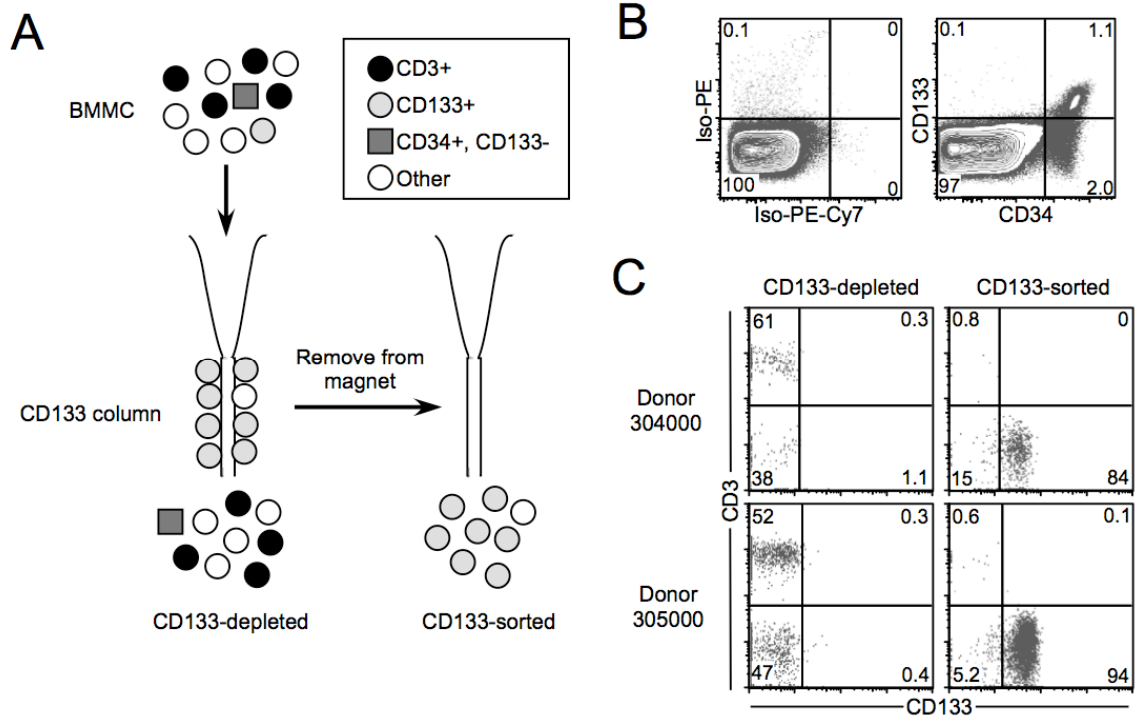 A
BMMC
CD3+
CD133+
CD34+, CD133-
Other
Remove from
magnet
CD133 column
CD133-depleted
CD133-sorted
B
0.1
0
Iso-PE
100
0
Iso-PE-Cy7
0.1
1.1
CD133
97
2.0
CD34
C
CD133-depleted
CD133-sorted
Donor
304000
61
0.3
38
1.1
0.8
0
15
84
Donor
305000
52
0.3
47
0.4
0.6
0.1
5.2
94
CD3
CD133